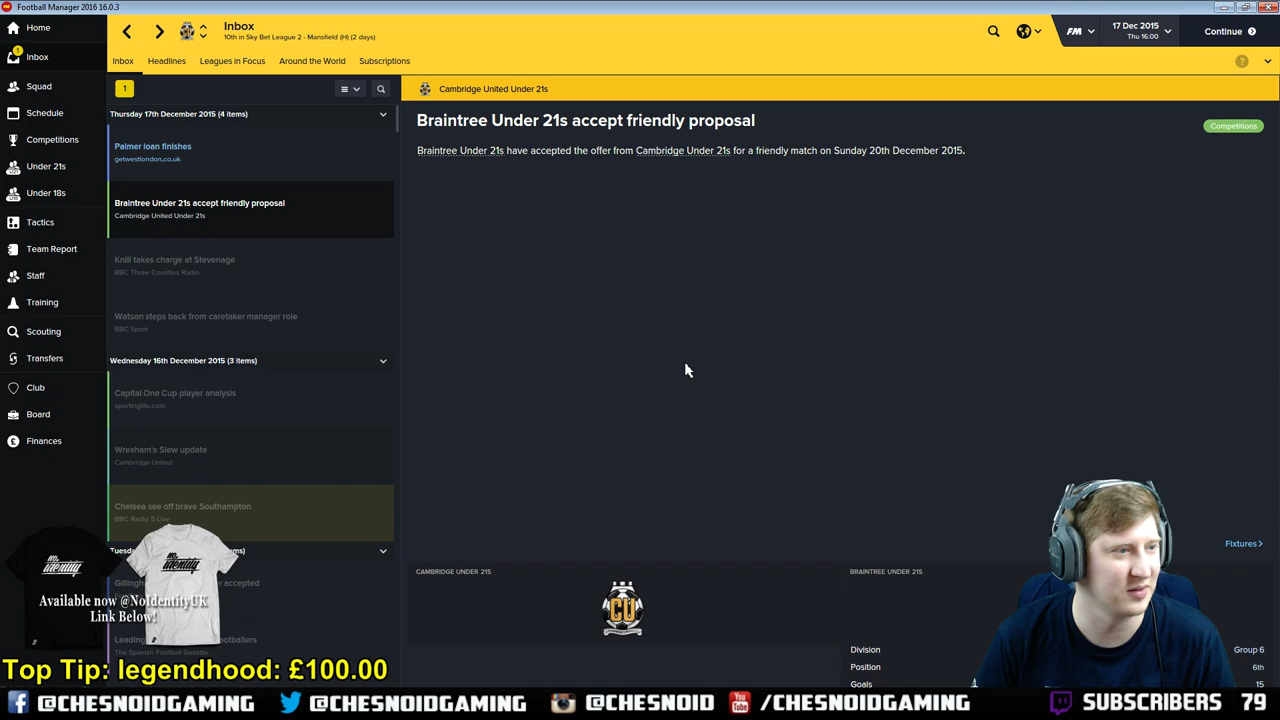 Football Manager 2016 16.0.3
Home
Inbox
1
Squad
Schedule
Competitions
Under 21s
Under 18s
Tactics
Team Report
Staff
Training
Scouting
Transfers
Club
Board
Finances
Inbox
10th in Sky Bet League 2 - Mansfield (H) (2 days)
FM
17 Dec 2015
Thu 16:00
Continue
Inbox
Headlines
Leagues in Focus
Around the World
Subscriptions
?
1
Thursday 17th December 2015 (4 items)
Palmer loan finishes
getwestlondon.co.uk
Braintree Under 21s accept friendly proposal
Cambridge United Under 21s
Knill takes charge at Stevenage
BBC Three Counties Radio
Watson steps back from caretaker manager role
BBC Sport
Wednesday 16th December 2015 (3 items)
Capital One Cup player analysis
sportinglife.com
Wrexham's Slew update
Cambridge United
Chelsea see off brave Southampton
BBC Radio 5 Live
Cambridge United Under 21s
Braintree Under 21s accept friendly proposal
Competitions
Braintree Under 21s have accepted the offer from Cambridge Under 21s for a friendly match on Sunday 20th December 2015.
Fixtures >
CAMBRIDGE UNDER 21S
CU
BRAINTREE UNDER 21S
Division
Group 6
Position
6th
Goals
15
Available now @NoIdentityUK
Link Below!
Top Tip: legendhood: £100.00
@CHESNOIDGAMING
@CHESNOIDGAMING
@CHESNOIDGAMING
You Tube
/CHESNOIDGAMING
SUBSCRIBERS 79